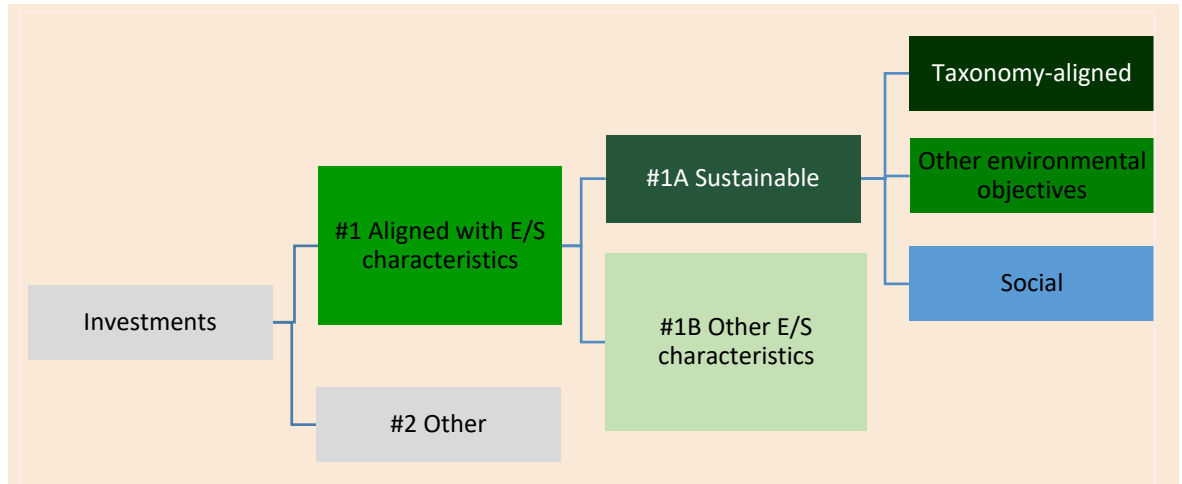 Investments
#1 Aligned with E/S
characteristics
#2 Other
#1A Sustainable
#1B Other E/S
characteristics
Taxonomy-aligned
Other environmental
objectives
Social